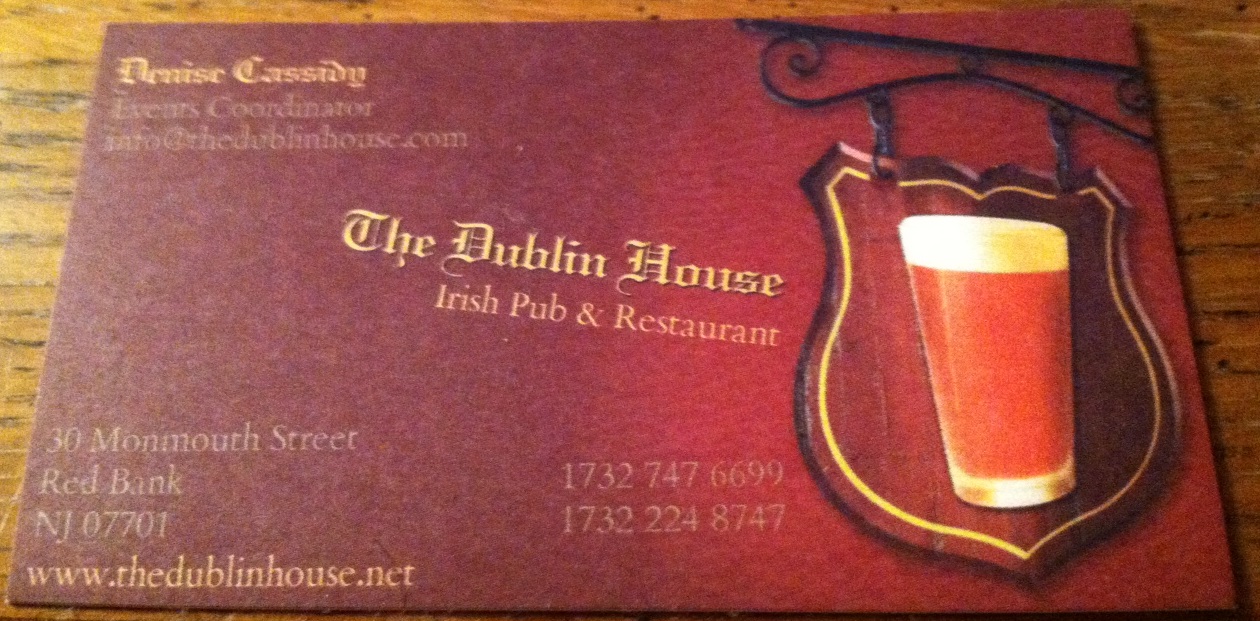 Denise Cassidy
Events Coordinator
info@thedublinhouse.com
The Dublin House
Irish Pub & Restaurant
30 Monmouth Street
Red Bank
NJ 07701
www.thedublinhouse.net
1732 747 6699
1732 224 8747